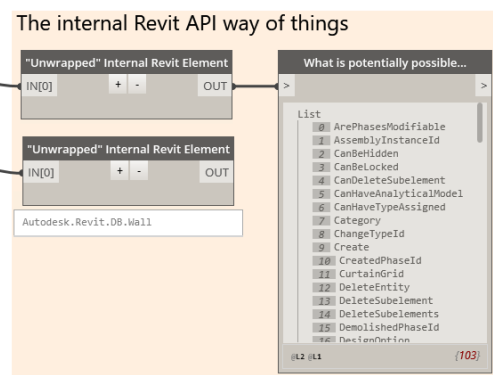 The internal Revit API way of things
"Unwrapped" Internal Revit Element
IN[0] + - OUT
"Unwrapped" Internal Revit Element
IN[0] + - OUT
Autodesk.Revit.DB.Wall
What is potentially possible...
> >
List
0 ArePhasesModifiable
1 AssemblyInstanceId
2 CanBeHidden
3 CanBeLocked
4 CanDeleteSubelement
5 CanHaveAnalyticalModel
6 CanHaveTypeAssigned
7 Category
8 ChangeTypeId
9 Create
10 CreatedPhaseId
11 CurtainGrid
12 DeleteEntity
13 DeleteSubelement
14 DeleteSubelements
15 DemolishedPhaseId
16 DesignOption
@L2 @L1 {103}